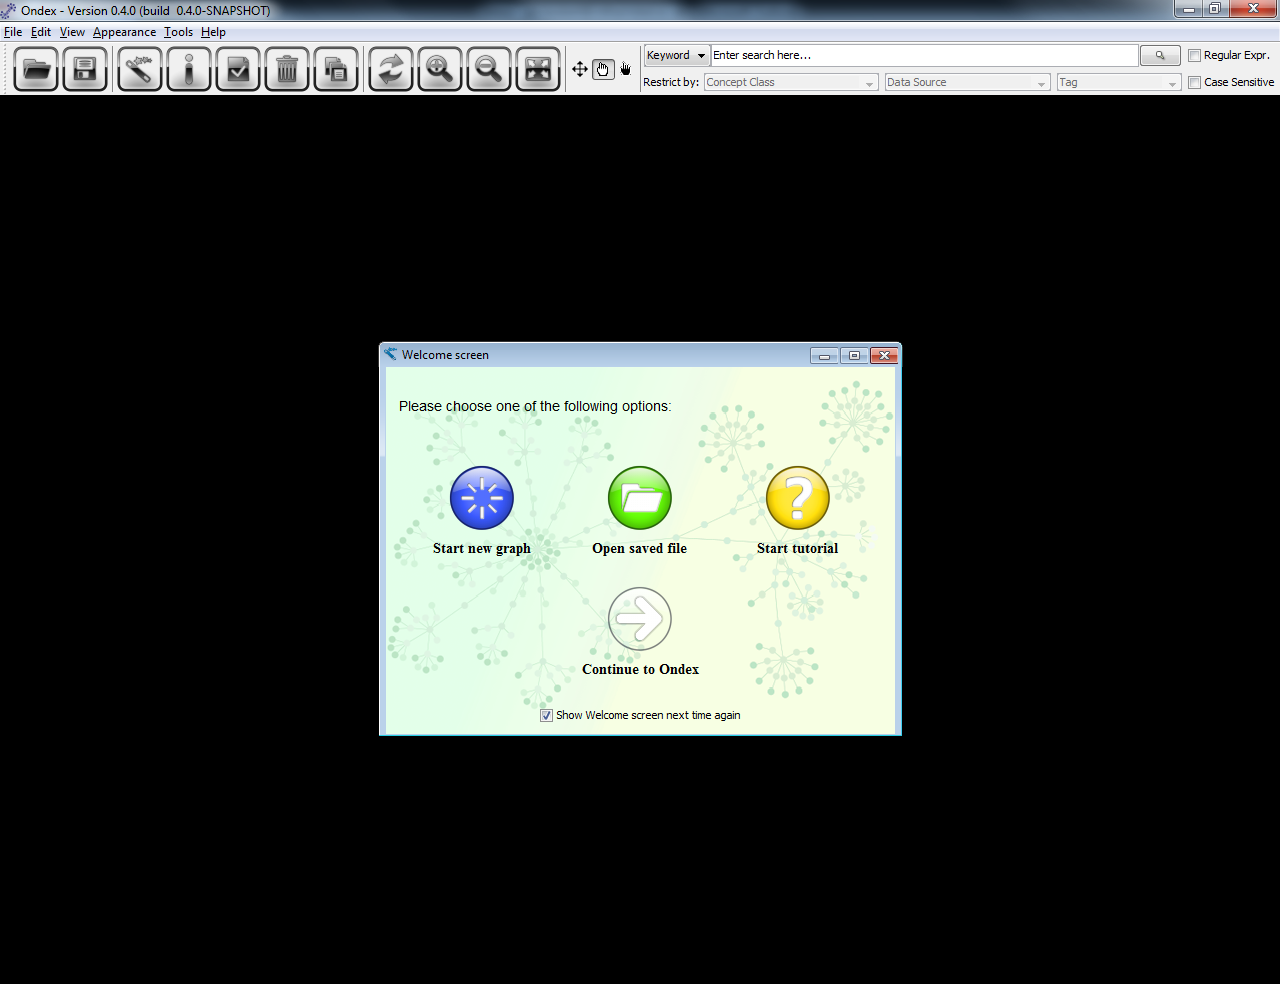 Ondex - Version 0.4.0 (build  0.4.0-SNAPSHOT)
File Edit View Appearance Tools Help
Keyword Enter search here... Regular Expr.
Restrict by: Concept Class Data Source Tag Case Sensitive
Welcome screen
Please choose one of the following options:
Start new graph Open saved file Start tutorial
Continue to Ondex
Show Welcome screen next time again